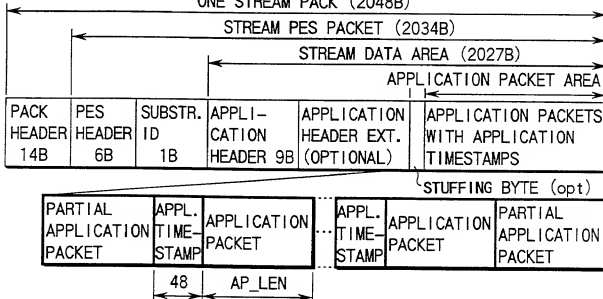 ONE STREAM PACK (2048B)
STREAM PES PACKET (2034B)
STREAM DATA AREA (2027B)
APPLICATION PACKET AREA
PACK HEADER 14B
PES HEADER 6B
SUBSTR. ID 1B
APPLI- CATION HEADER 9B
APPLICATION HEADER EXT. (OPTIONAL)
APPLICATION PACKETS WITH APPLICATION TIMESTAMPS
STUFFING BYTE (opt)
PARTIAL APPLICATION PACKET
APPL. TIME- STAMP
APPLICATION PACKET
...
APPL. TIME- STAMP
APPLICATION PACKET
PARTIAL APPLICATION PACKET
48
AP_LEN